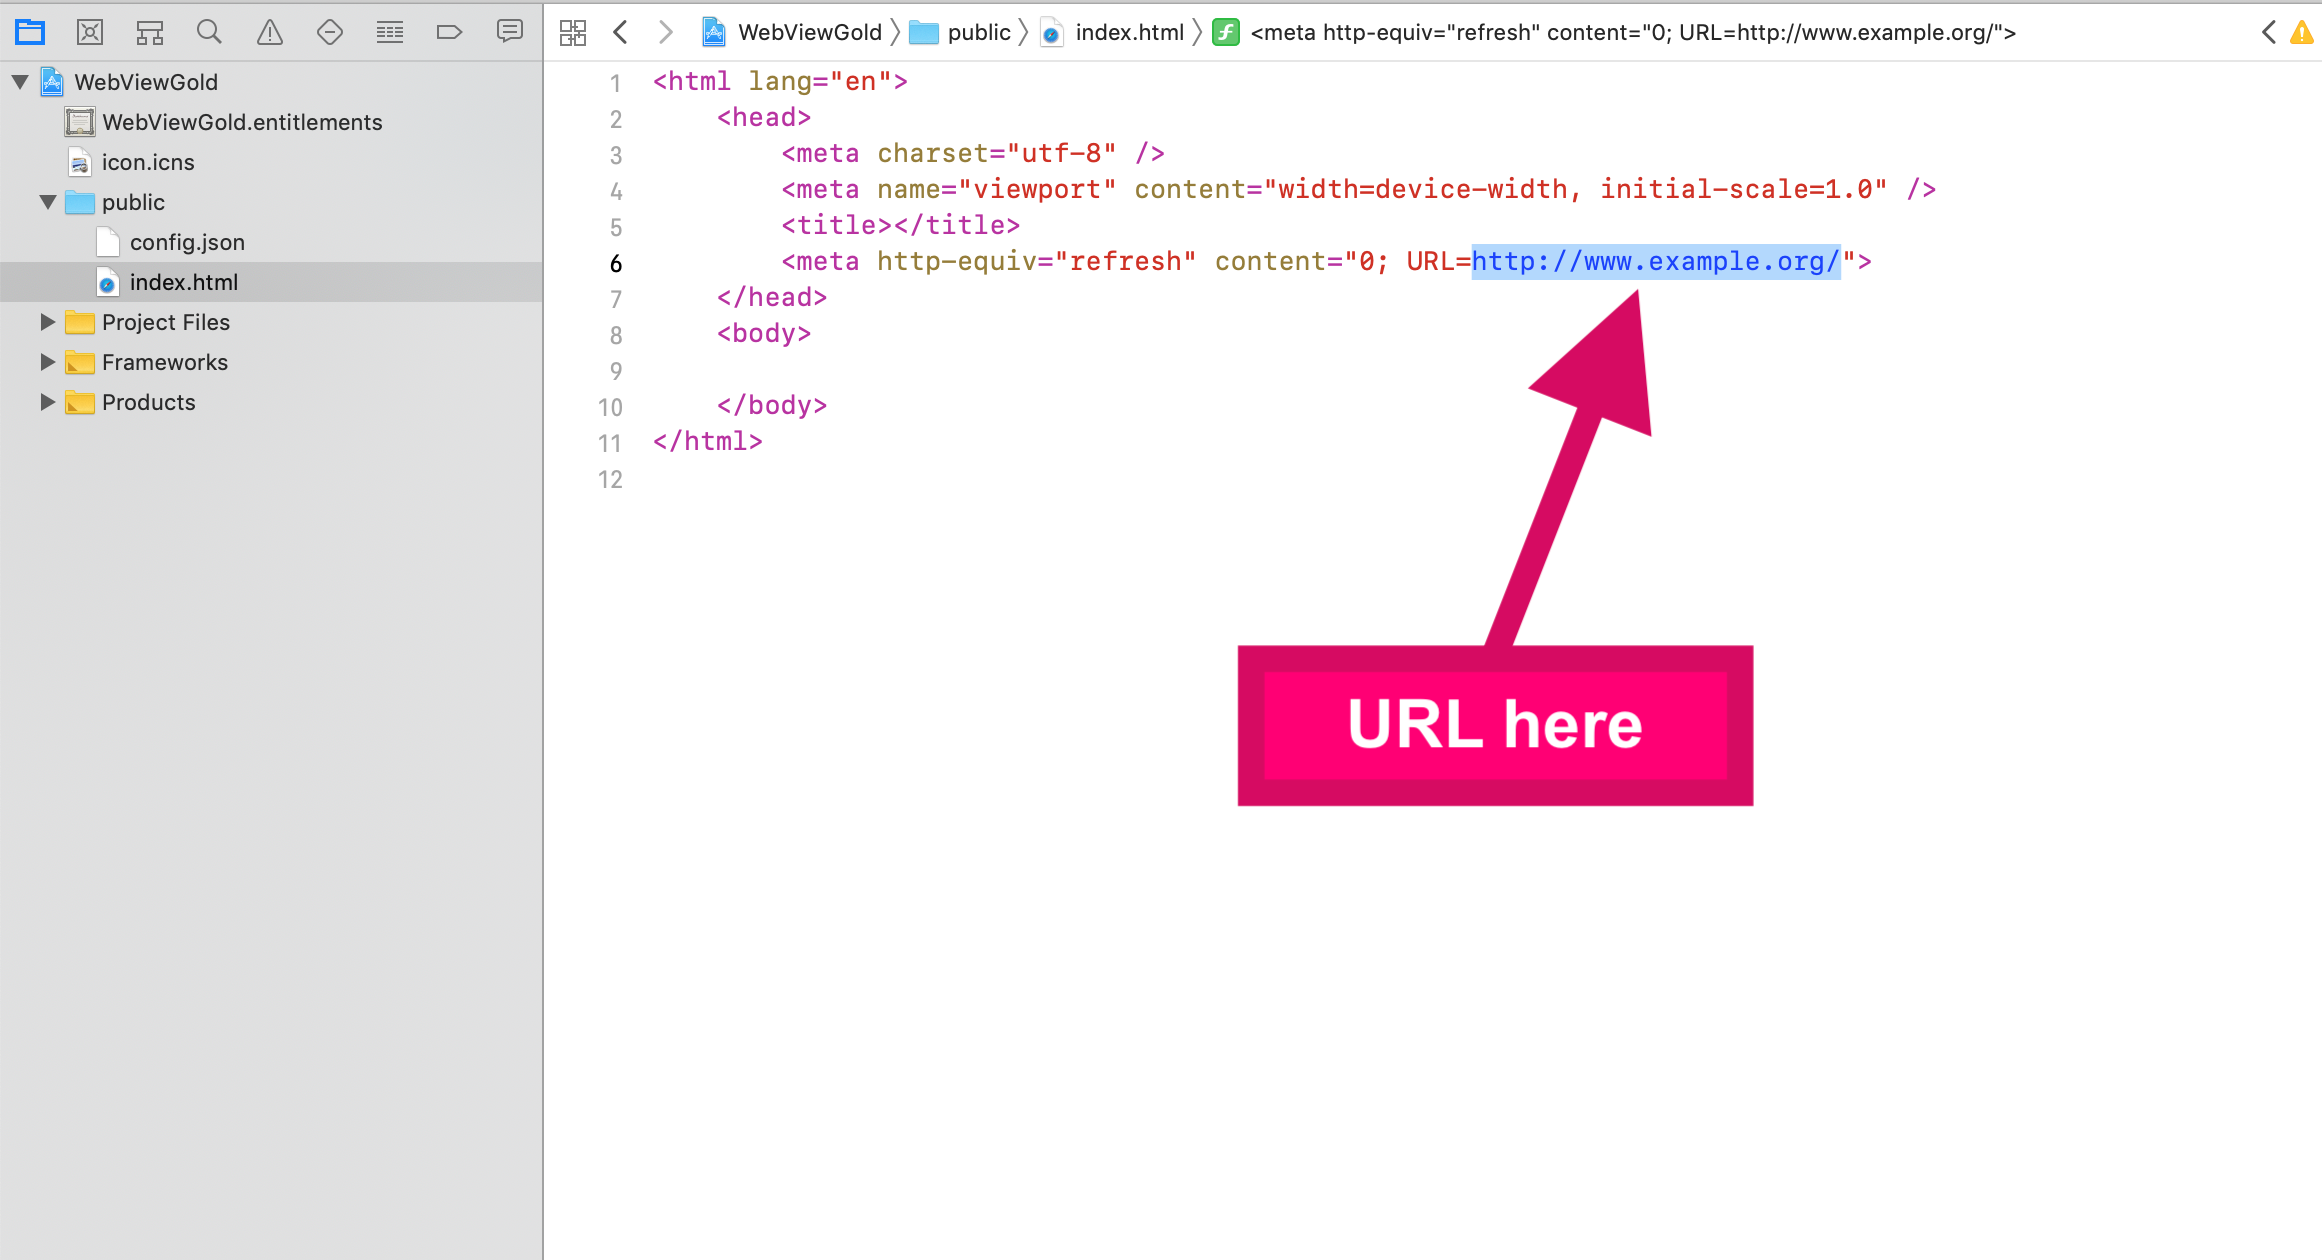 WebViewGold
WebViewGold.entitlements
icon.icns
public
config.json
index.html
Project Files
Frameworks
Products
WebViewGold public index.html <meta http-equiv="refresh" content="0; URL=http://www.example.org/">
1 <html lang="en">
2 <head>
3 <meta charset="utf-8" />
4 <meta name="viewport" content="width=device-width, initial-scale=1.0" />
5 <title></title>
6 <meta http-equiv="refresh" content="0; URL=http://www.example.org/">
7 </head>
8 <body>
9
10 </body>
11 </html>
12
URL here